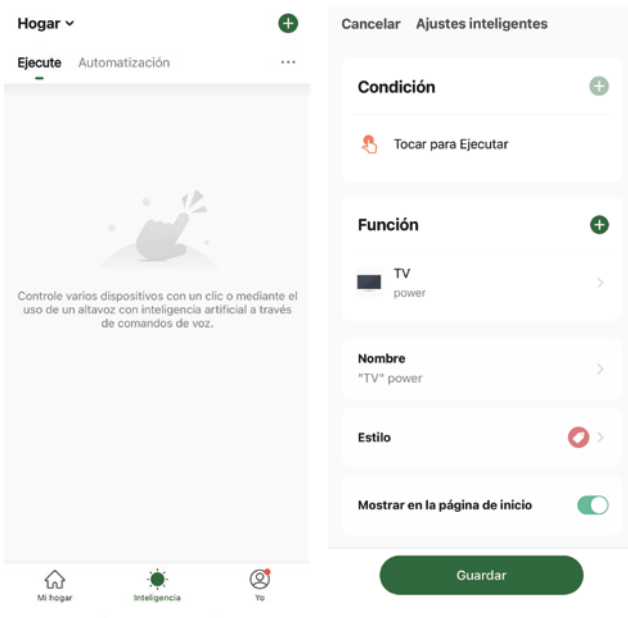 Hogar
Ejecute Automatización
Controle varios dispositivos con un clic o mediante el
uso de un altavoz con inteligencia artificial a través
de comandos de voz.
Mi hogar Inteligencia Yo
Cancelar Ajustes inteligentes
Condición
Tocar para Ejecutar
Función
TV
power
Nombre
"TV" power
Estilo
Mostrar en la página de inicio
Guardar